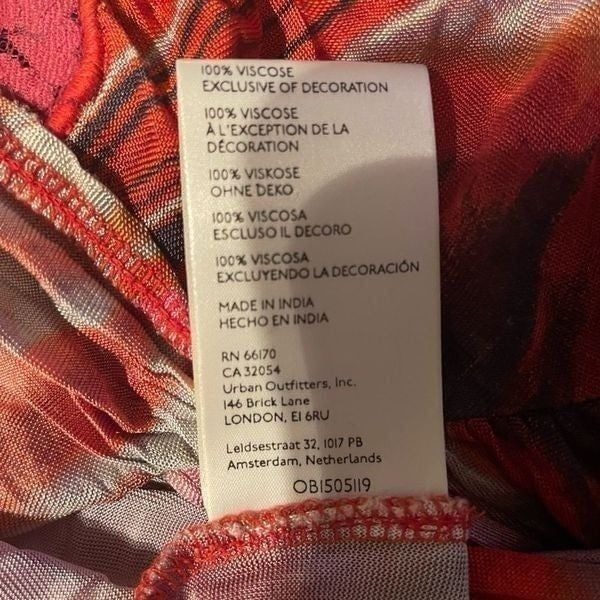 100% VISCOSE
EXCLUSIVE OF DECORATION
100% VISCOSE
À L'EXCEPTION DE LA
DÉCORATION
100% VISKOSE
OHNE DEKO
100% VISCOSA
ESCLUSO IL DECORO
100% VISCOSA
EXCLUYENDO LA DECORACIÓN
MADE IN INDIA
HECHO EN INDIA
RN 66170
CA 32054
Urban Outfitters, Inc.
146 Brick Lane
LONDON, E1 6RU
Leldsestraat 32, 1017 PB
Amsterdam, Netherlands
OB1505119